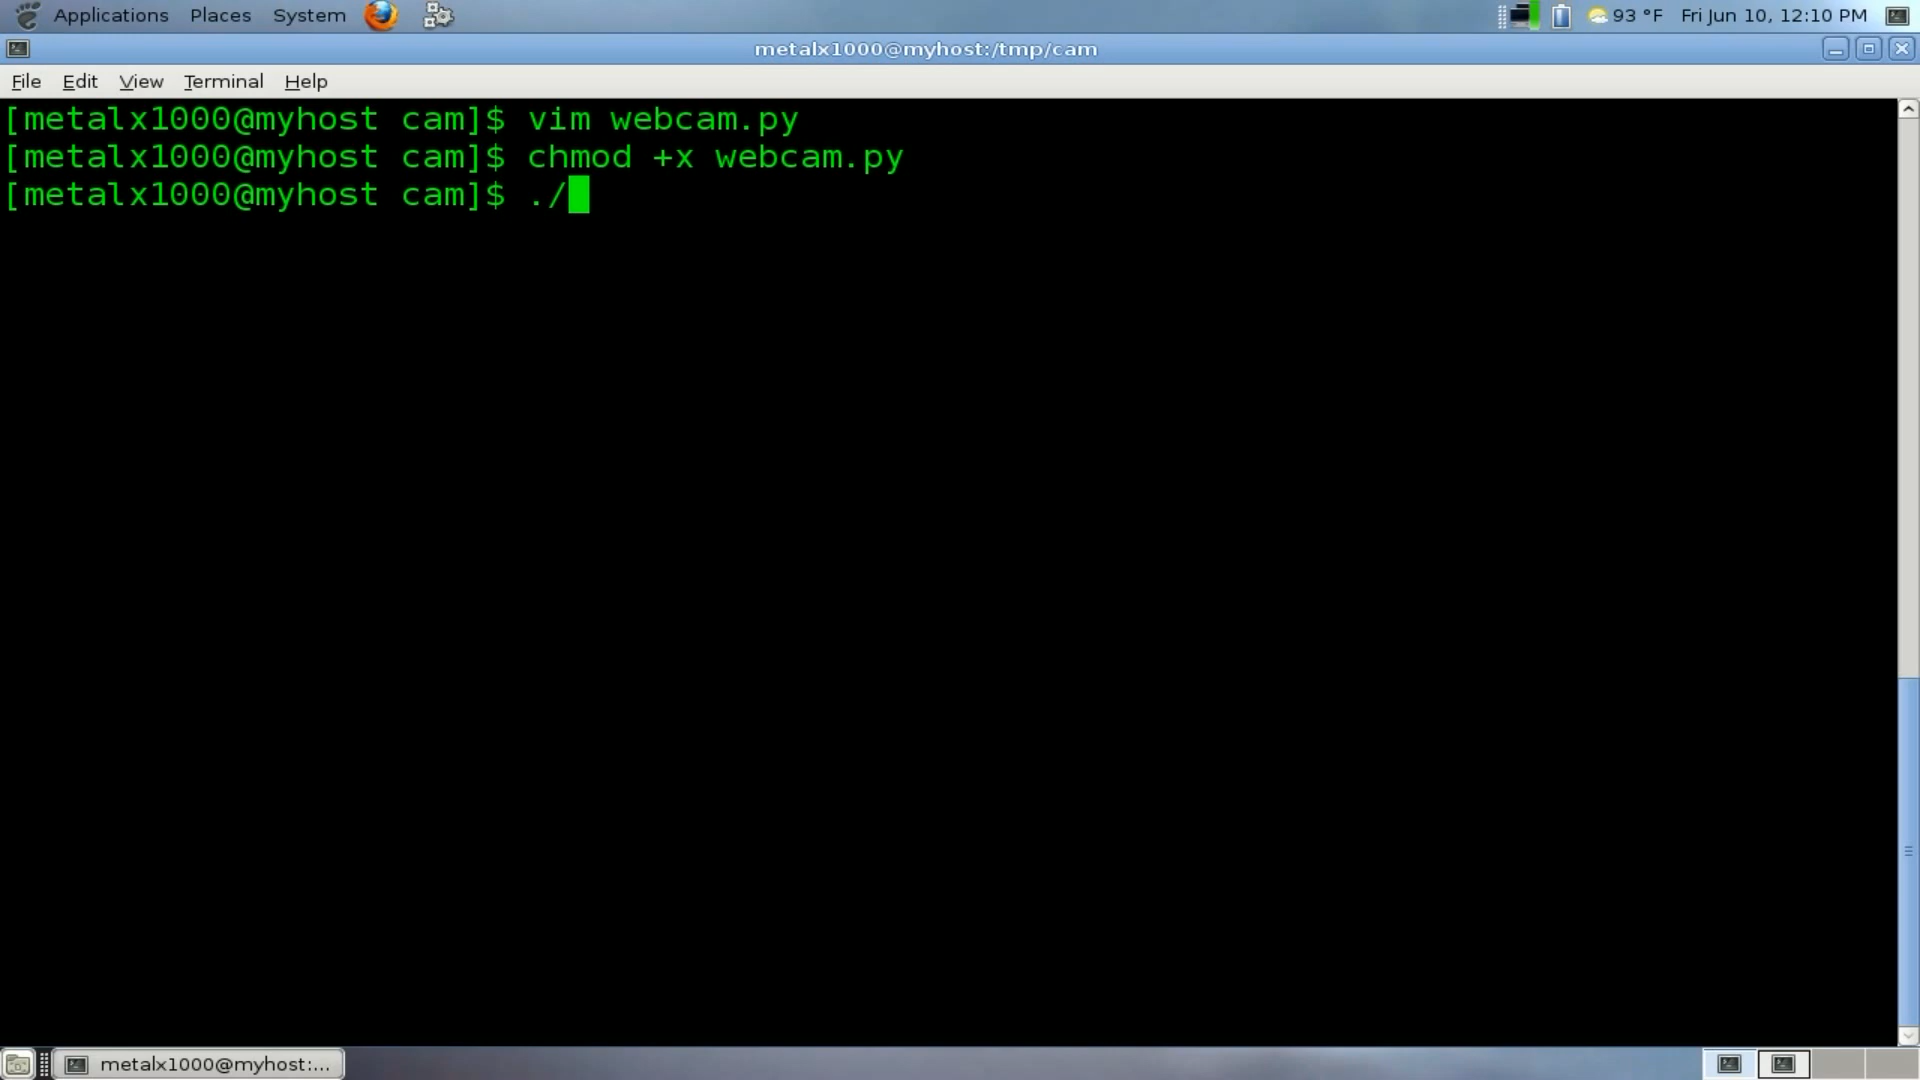 Applications Places System 93 °F Fri Jun 10, 12:10 PM
metalx1000@myhost:/tmp/cam
File Edit View Terminal Help
[metalx1000@myhost cam]$ vim webcam.py
[metalx1000@myhost cam]$ chmod +x webcam.py
[metalx1000@myhost cam]$ ./
metalx1000@myhost:...